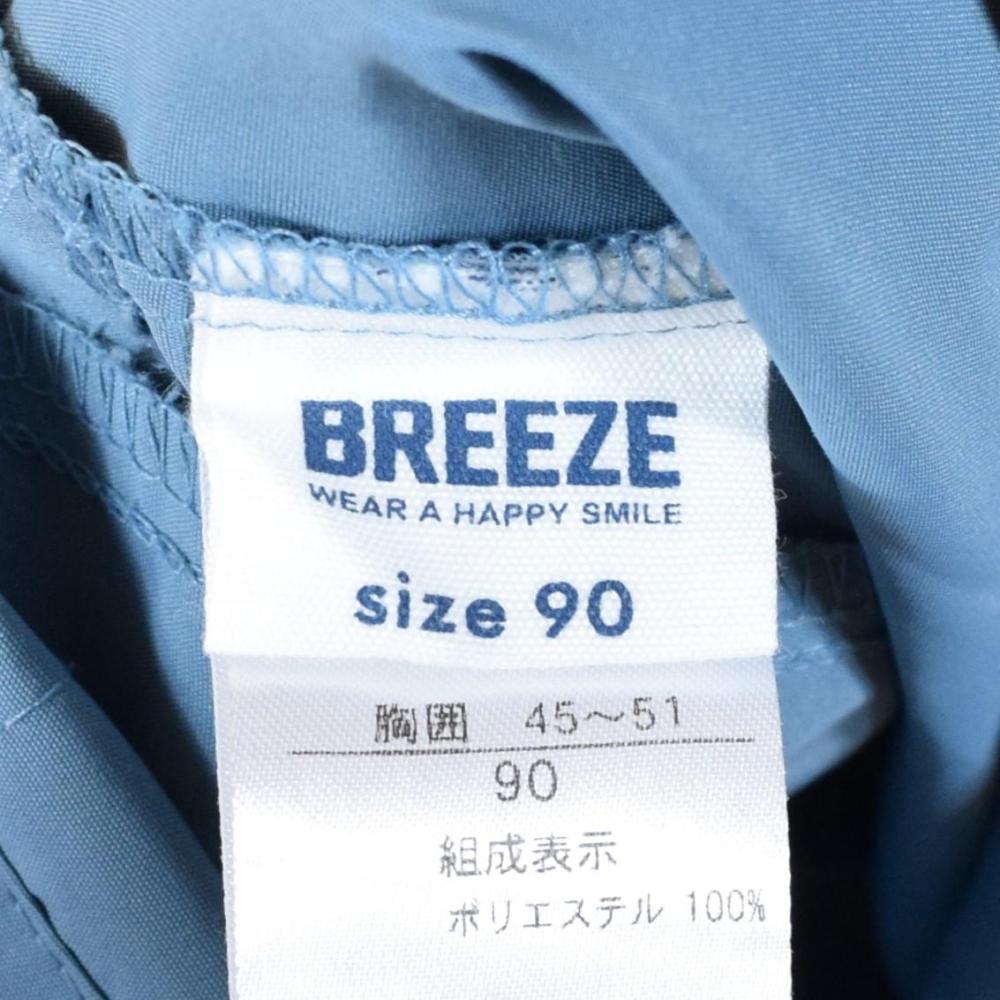 BREEZE
WEAR A HAPPY SMILE
size 90
胸囲 45～51
90
組成表示
ポリエステル 100%